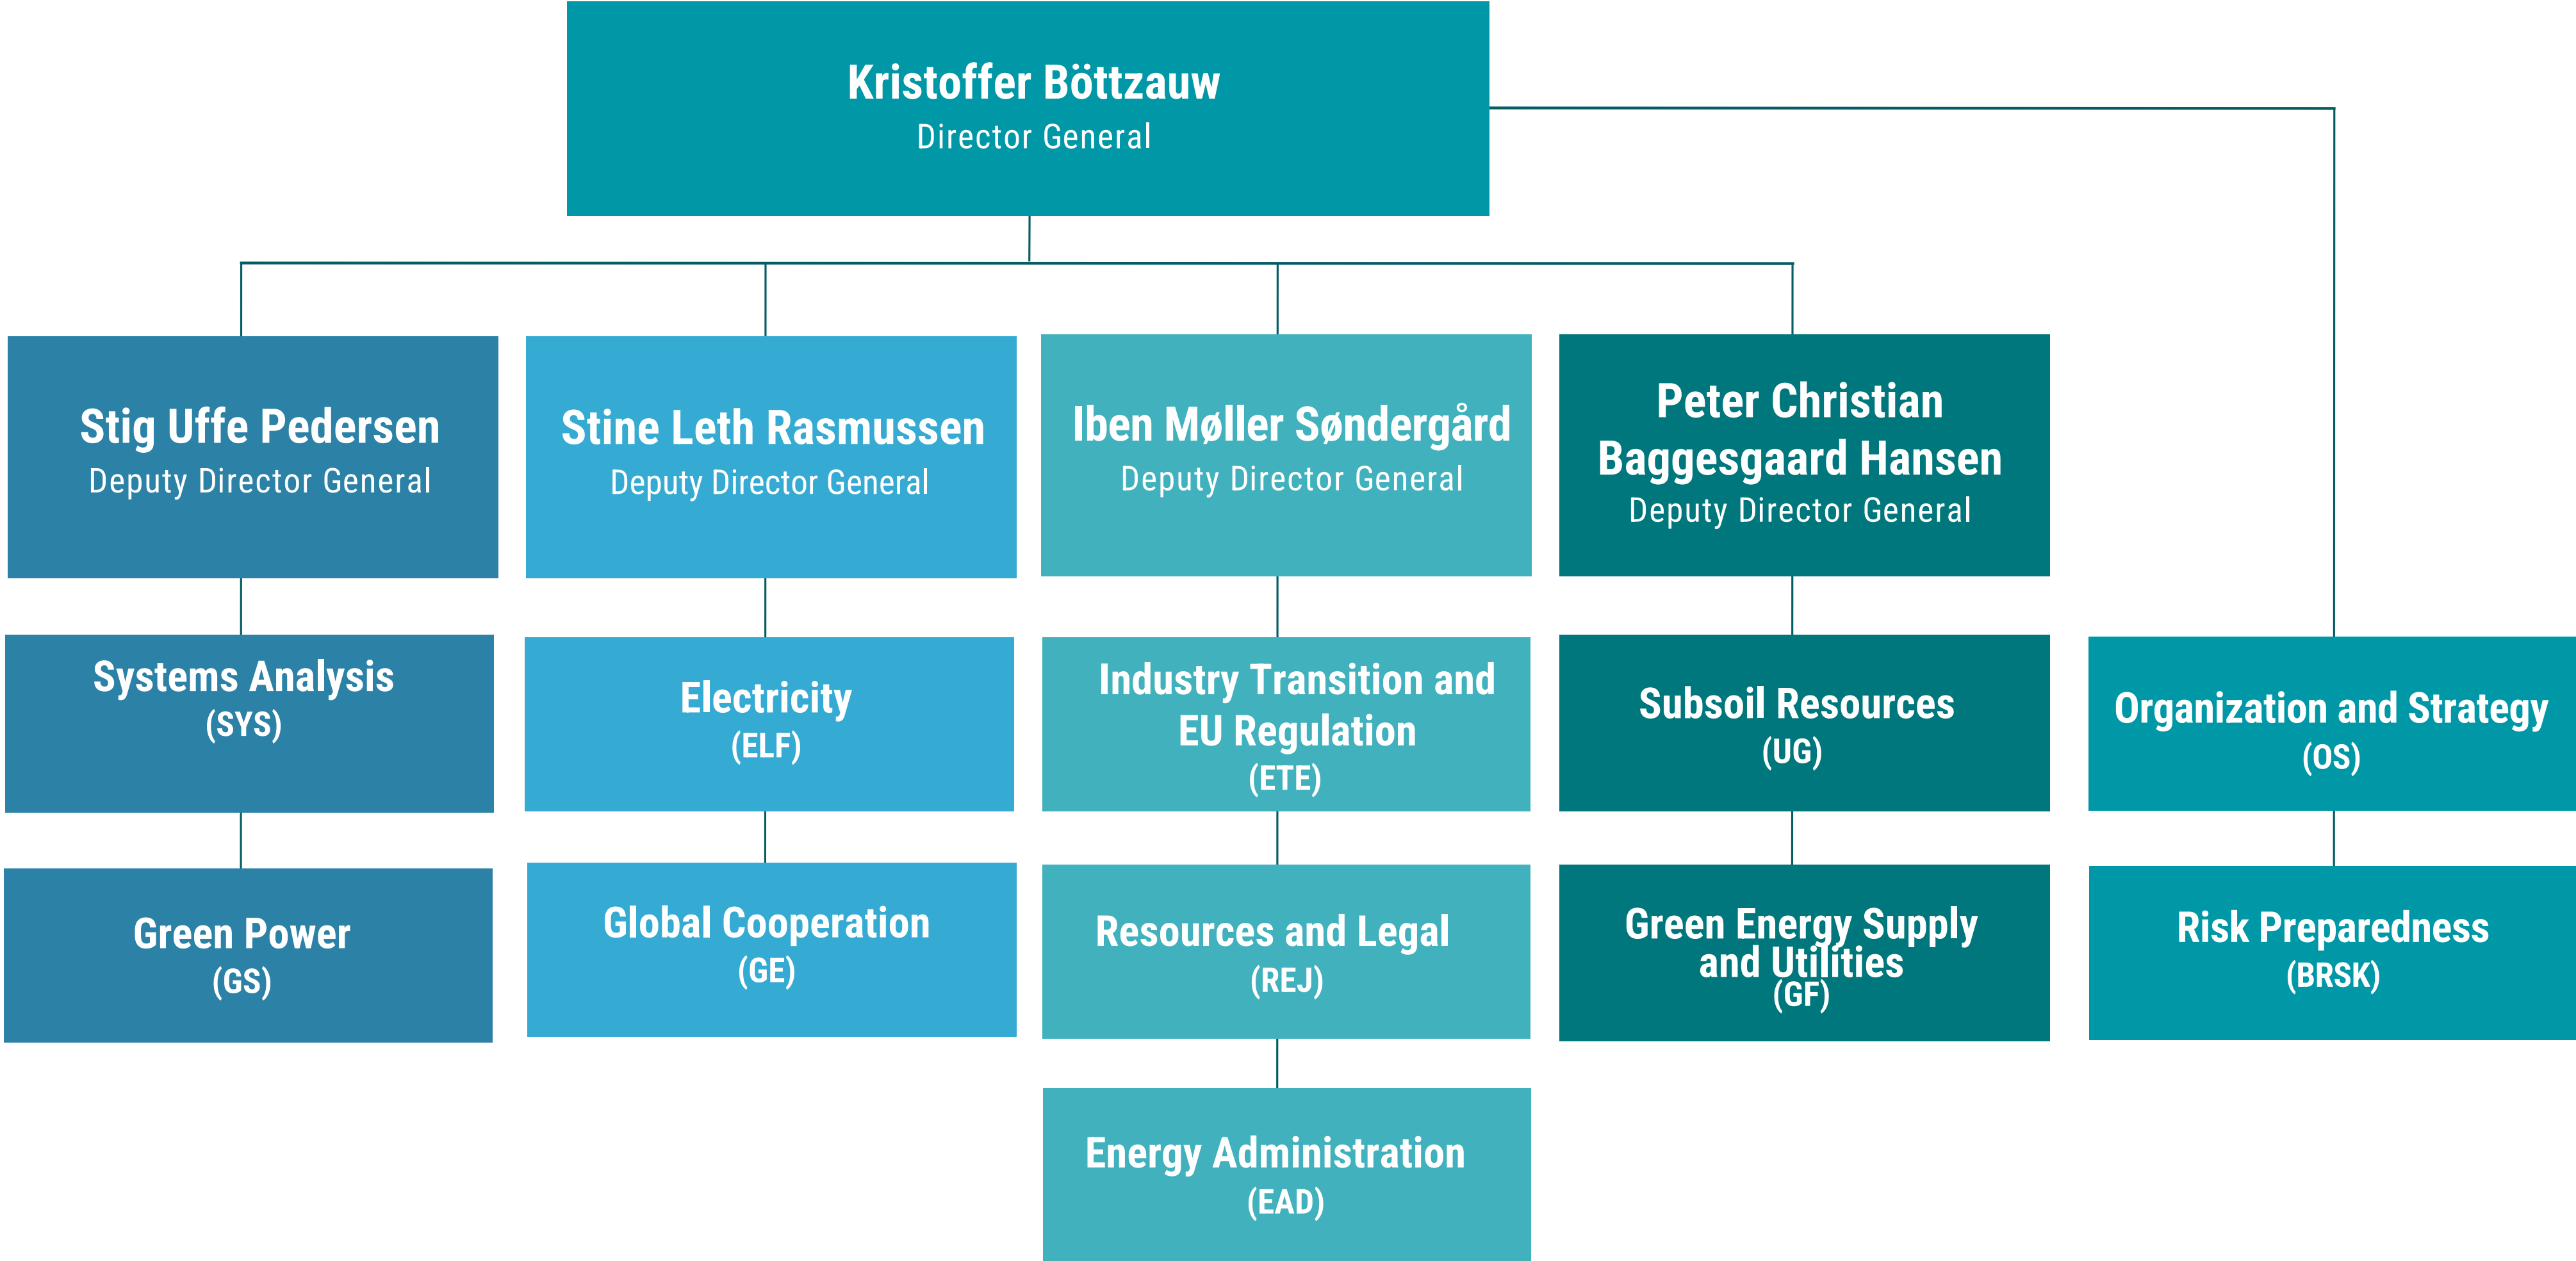 Kristoffer Böttzauw
Director General
Stig Uffe Pedersen
Deputy Director General
Stine Leth Rasmussen
Deputy Director General
Iben Møller Søndergård
Deputy Director General
Peter Christian
Baggesgaard Hansen
Deputy Director General
Systems Analysis
(SYS)
Electricity
(ELF)
Industry Transition and
EU Regulation
(ETE)
Subsoil Resources
(UG)
Organization and Strategy
(OS)
Green Power
(GS)
Global Cooperation
(GE)
Resources and Legal
(REJ)
Green Energy Supply
and Utilities
(GF)
Risk Preparedness
(BRSK)
Energy Administration
(EAD)